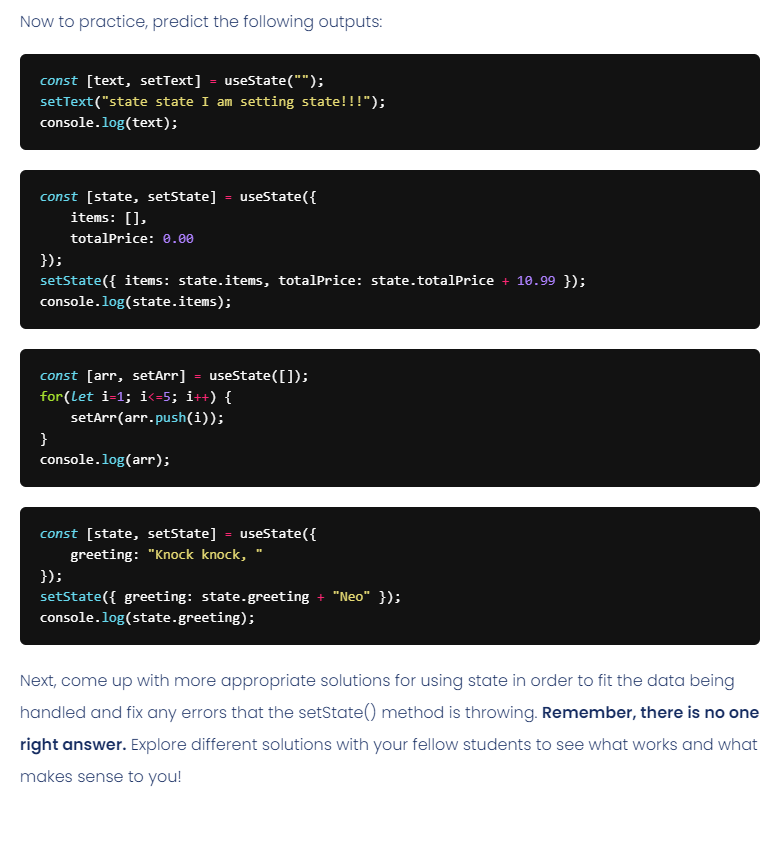 Now to practice, predict the following outputs:
const [text, setText] = useState("");
setText("state state I am setting state!!!");
console.log(text);
const [state, setState] = useState({
    items: [],
    totalPrice: 0.00
});
setState({ items: state.items, totalPrice: state.totalPrice + 10.99 });
console.log(state.items);
const [arr, setArr] = useState([]);
for(let i=1; i<=5; i++) {
    setArr(arr.push(i));
}
console.log(arr);
const [state, setState] = useState({
    greeting: "Knock knock, "
});
setState({ greeting: state.greeting + "Neo" });
console.log(state.greeting);
Next, come up with more appropriate solutions for using state in order to fit the data being
handled and fix any errors that the setState() method is throwing. Remember, there is no one
right answer. Explore different solutions with your fellow students to see what works and what
makes sense to you!